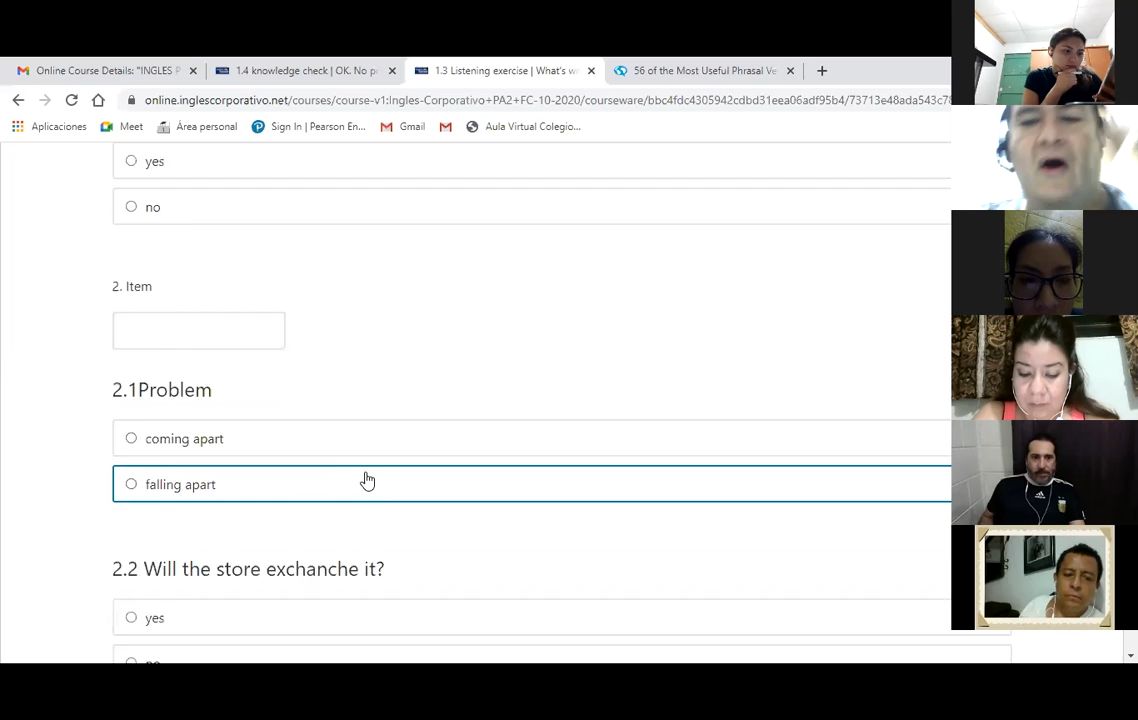 Online Course Details: "INGLES P
1.4 knowledge check | OK. No p
1.3 Listening exercise | What's w
56 of the Most Useful Phrasal Ve
online.inglescorporativo.net/courses/course-v1:Ingles-Corporativo+PA2+FC-10-2020/courseware/bbc4fdc4305942cdbd31eea06adf95b4/73713e48ada543c78
Aplicaciones
Meet
Área personal
Sign In | Pearson En...
Gmail
Aula Virtual Colegio...
yes
no
2. Item
2.1Problem
coming apart
falling apart
2.2 Will the store exchanche it?
yes
no